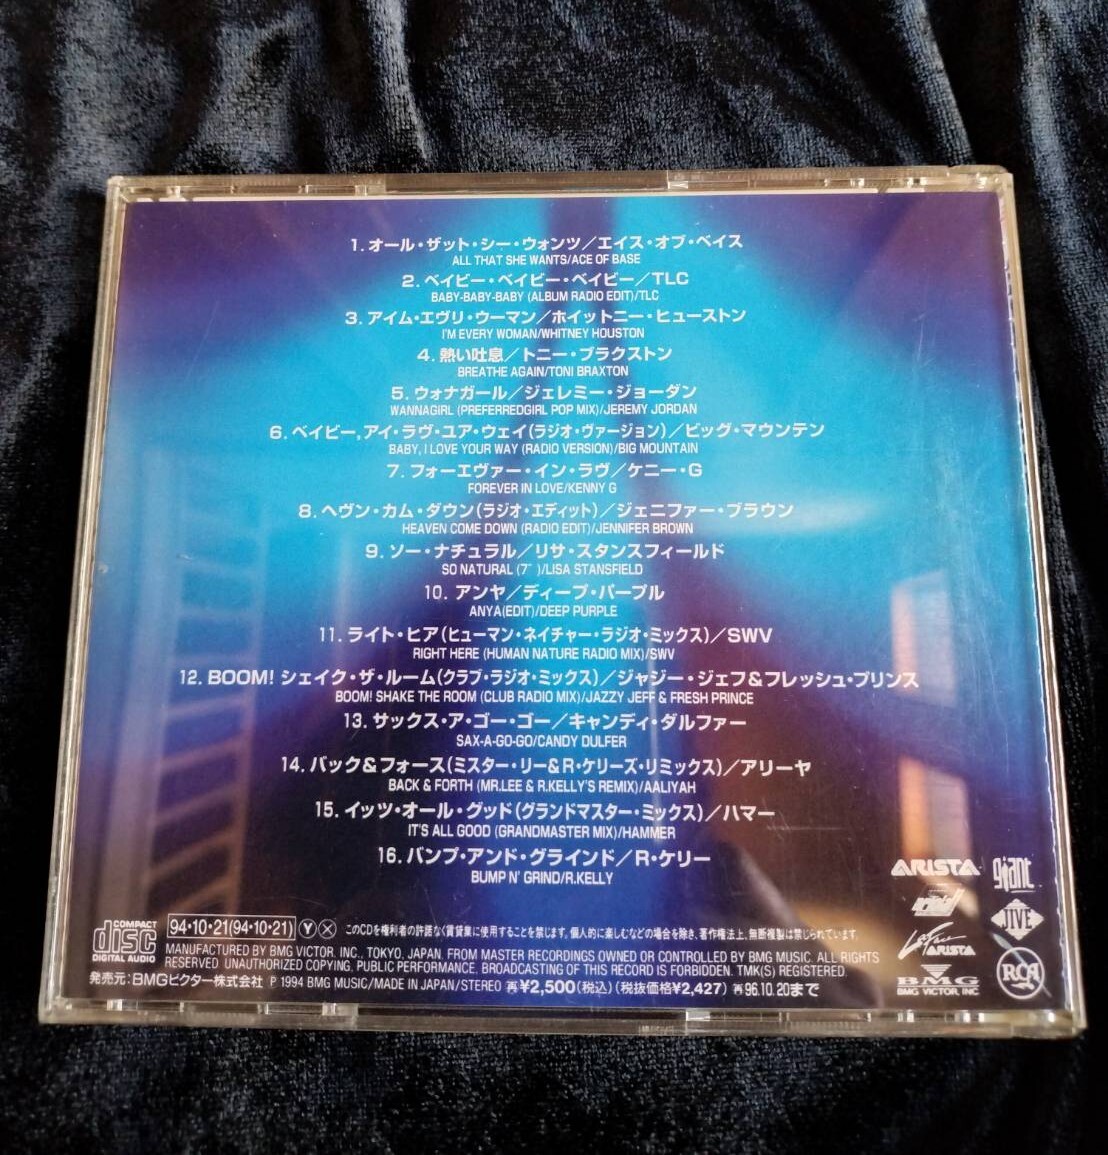 1. オール・ザット・シー・ウォンツ／エイス・オブ・ベイス
ALL THAT SHE WANTS/ACE OF BASE
2. ベイビー・ベイビー・ベイビー／TLC
BABY-BABY-BABY (ALBUM RADIO EDIT)/TLC
3. アイム・エヴリ・ウーマン／ホイットニー・ヒューストン
I'M EVERY WOMAN/WHITNEY HOUSTON
4. 熱い吐息／トニー・ブラクストン
BREATHE AGAIN/TONI BRAXTON
5. ウォナガール／ジェレミー・ジョーダン
WANNAGIRL (PREFERREDGIRL POP MIX)/JEREMY JORDAN
6. ベイビー, アイ・ラヴ・ユア・ウェイ(ラジオ・ヴァージョン)／ビッグ・マウンテン
BABY, I LOVE YOUR WAY (RADIO VERSION)/BIG MOUNTAIN
7. フォーエヴァー・イン・ラヴ／ケニー・G
FOREVER IN LOVE/KENNY G
8. ヘヴン・カム・ダウン(ラジオ・エディット)／ジェニファー・ブラウン
HEAVEN COME DOWN (RADIO EDIT)/JENNIFER BROWN
9. ソー・ナチュラル／リサ・スタンスフィールド
SO NATURAL (7″)/LISA STANSFIELD
10. アンヤ／ディープ・パープル
ANYA(EDIT)/DEEP PURPLE
11. ライト・ヒア(ヒューマン・ネイチャー・ラジオ・ミックス)／SWV
RIGHT HERE (HUMAN NATURE RADIO MIX)/SWV
12. BOOM! シェイク・ザ・ルーム(クラブ・ラジオ・ミックス)／ジャジー・ジェフ&フレッシュ・プリンス
BOOM! SHAKE THE ROOM (CLUB RADIO MIX)/JAZZY JEFF & FRESH PRINCE
13. サックス・ア・ゴー・ゴー／キャンディ・ダルファー
SAX-A-GO-GO/CANDY DULFER
14. バック&フォース(ミスター・リー&R・ケリーズ・リミックス)／アリーヤ
BACK & FORTH (MR.LEE & R.KELLY'S REMIX)/AALIYAH
15. イッツ・オール・グッド(グランドマスター・ミックス)／ハマー
IT'S ALL GOOD (GRANDMASTER MIX)/HAMMER
16. バンプ・アンド・グラインド／R・ケリー
BUMP N' GRIND/R.KELLY
ARISTA giant
JIVE
LaFace ARISTA
BMG
BMG VICTOR, INC
RCA
COMPACT disc DIGITAL AUDIO
94・10・21(94・10・21) Ⓨ Ⓧ このCDを権利者の許諾なく賃貸業に使用することを禁じます。個人的に楽しむなどの場合を除き、著作権法上、無断複製は禁じられています。
MANUFACTURED BY BMG VICTOR. INC., TOKYO, JAPAN, FROM MASTER RECORDINGS OWNED OR CONTROLLED BY BMG MUSIC. ALL RIGHTS
RESERVED. UNAUTHORIZED COPYING, PUBLIC PERFORMANCE. BROADCASTING OF THIS RECORD IS FORBIDDEN. TMK(S) REGISTERED.
発売元:BMGビクター株式会社 Ⓟ 1994 BMG MUSIC/MADE IN JAPAN/STEREO 再¥2,500(税込)(税抜価格¥2,427) 再96.10.20まで